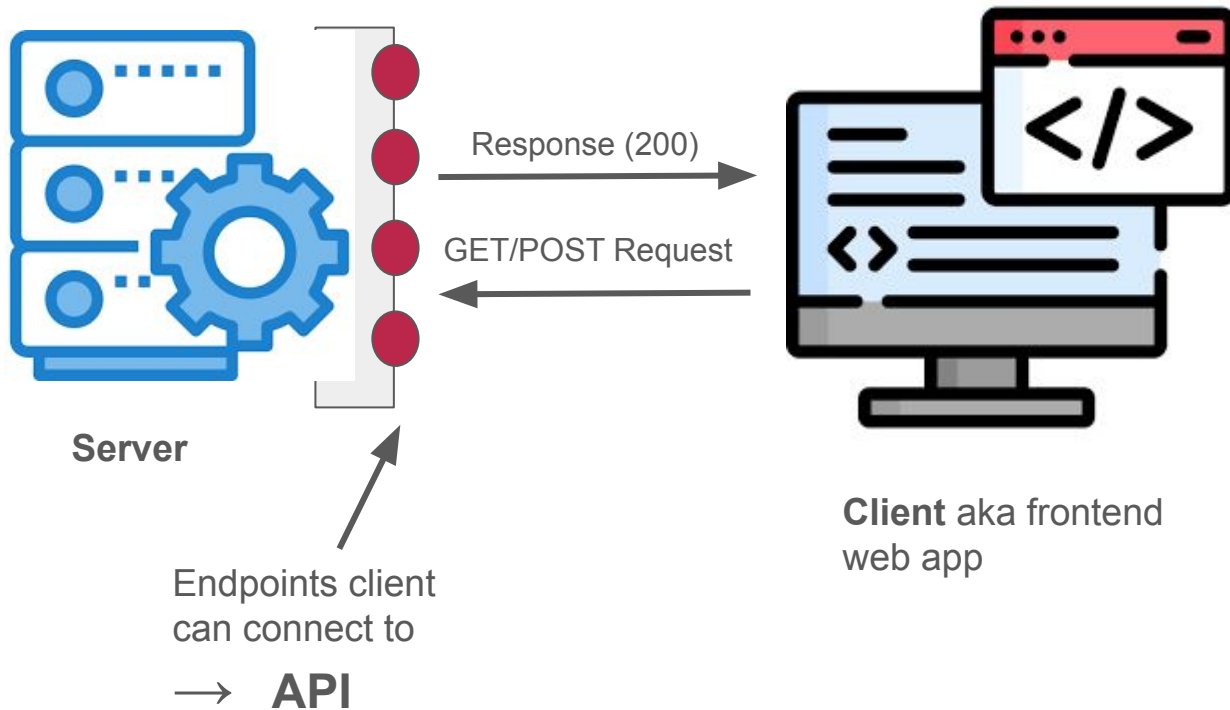 Response (200)
GET/POST Request
Server
Client aka frontend
web app
Endpoints client
can connect to
→ API
</>
<>